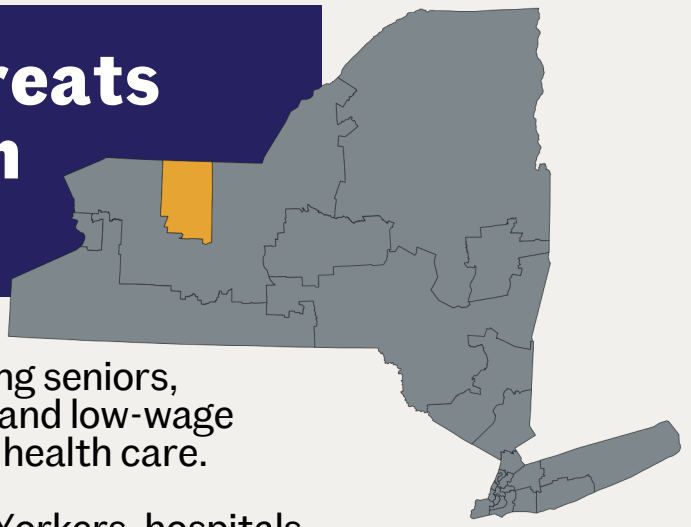 reats
n
ng seniors,
and low-wage
health care.
Yorkers, hospitals